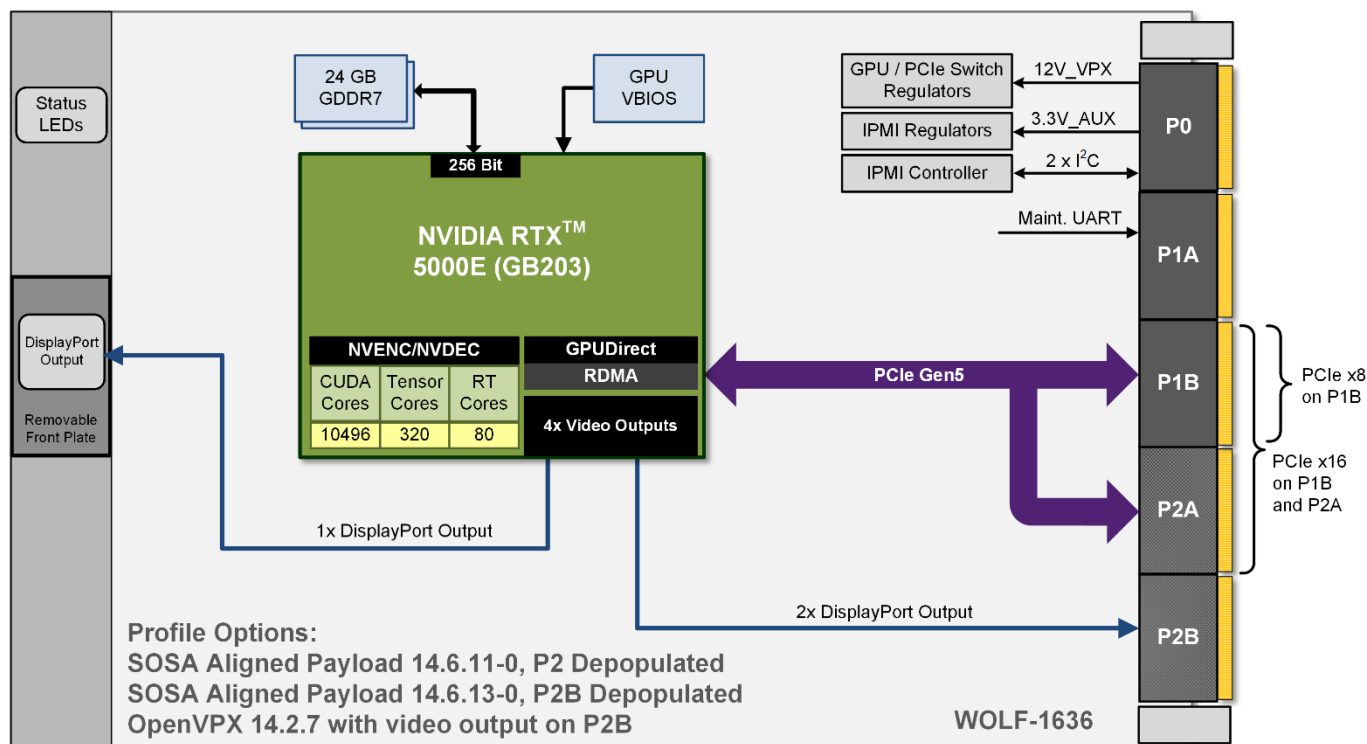 Status
LEDs
DisplayPort
Output
Removable
Front Plate
24 GB
GDDR7
GPU
VBIOS
256 Bit
NVIDIA RTX™
5000E (GB203)
NVENC/NVDEC
CUDA
Cores
Tensor
Cores
RT
Cores
10496
320
80
GPUDirect
RDMA
4x Video Outputs
GPU / PCIe Switch
Regulators
12V_VPX
IPMI Regulators
3.3V_AUX
IPMI Controller
2 x I²C
Maint. UART
P0
P1A
P1B
P2A
P2B
PCIe Gen5
PCIe x8
on P1B
PCIe x16
on P1B
and P2A
1x DisplayPort Output
2x DisplayPort Output
Profile Options:
SOSA Aligned Payload 14.6.11-0, P2 Depopulated
SOSA Aligned Payload 14.6.13-0, P2B Depopulated
OpenVPX 14.2.7 with video output on P2B
WOLF-1636